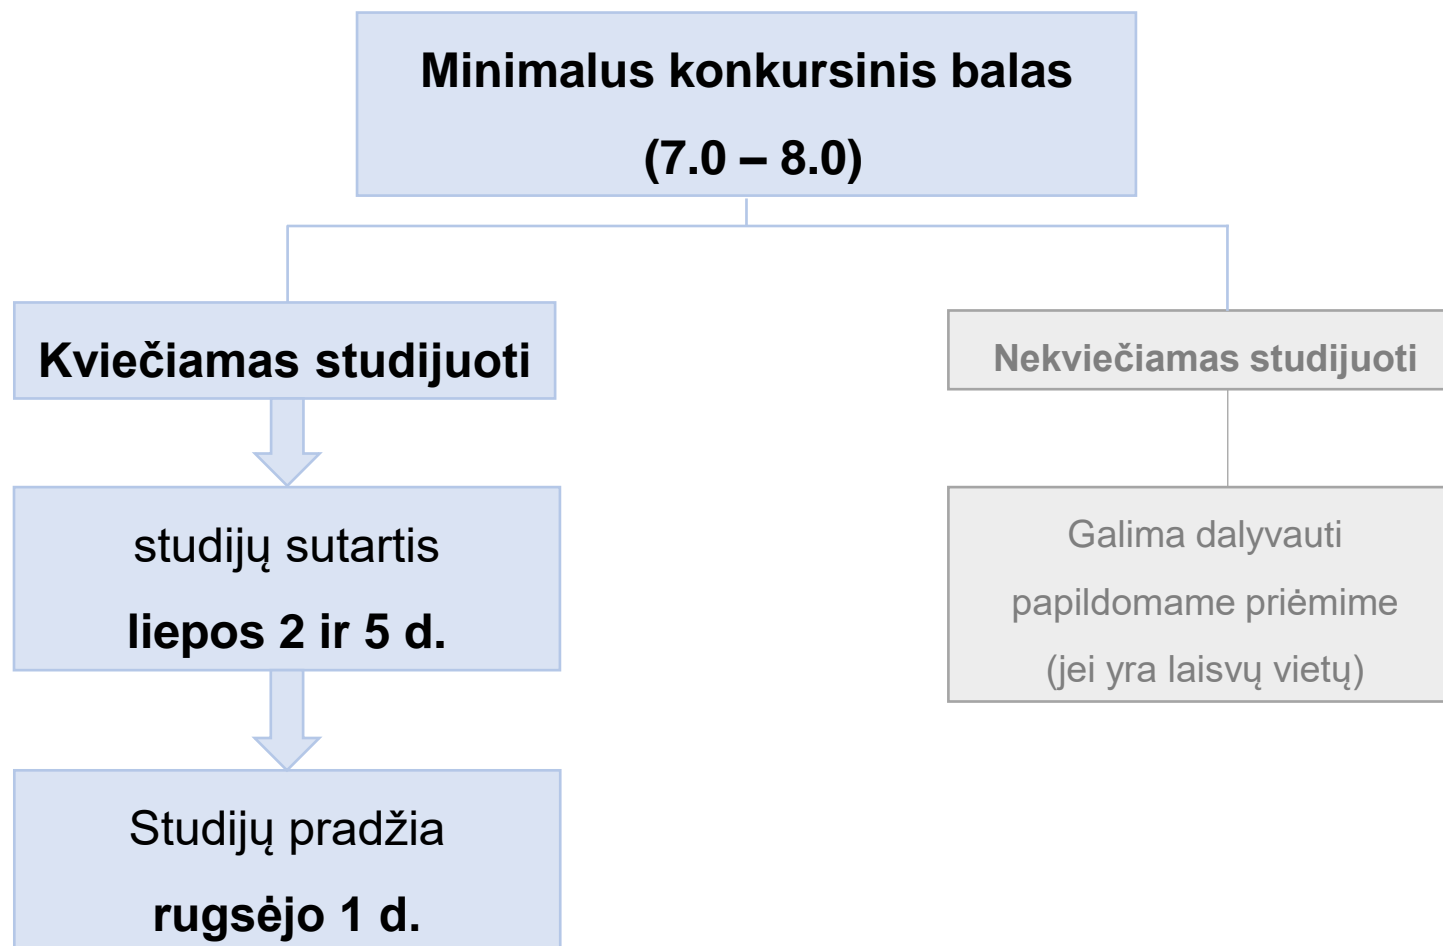 Minimalus konkursinis balas
(7.0 – 8.0)
Kviečiamas studijuoti
studijų sutartis
liepos 2 ir 5 d.
Studijų pradžia
rugsėjo 1 d.
Nekviečiamas studijuoti
Galima dalyvauti
papildomame priėmime
(jei yra laisvų vietų)